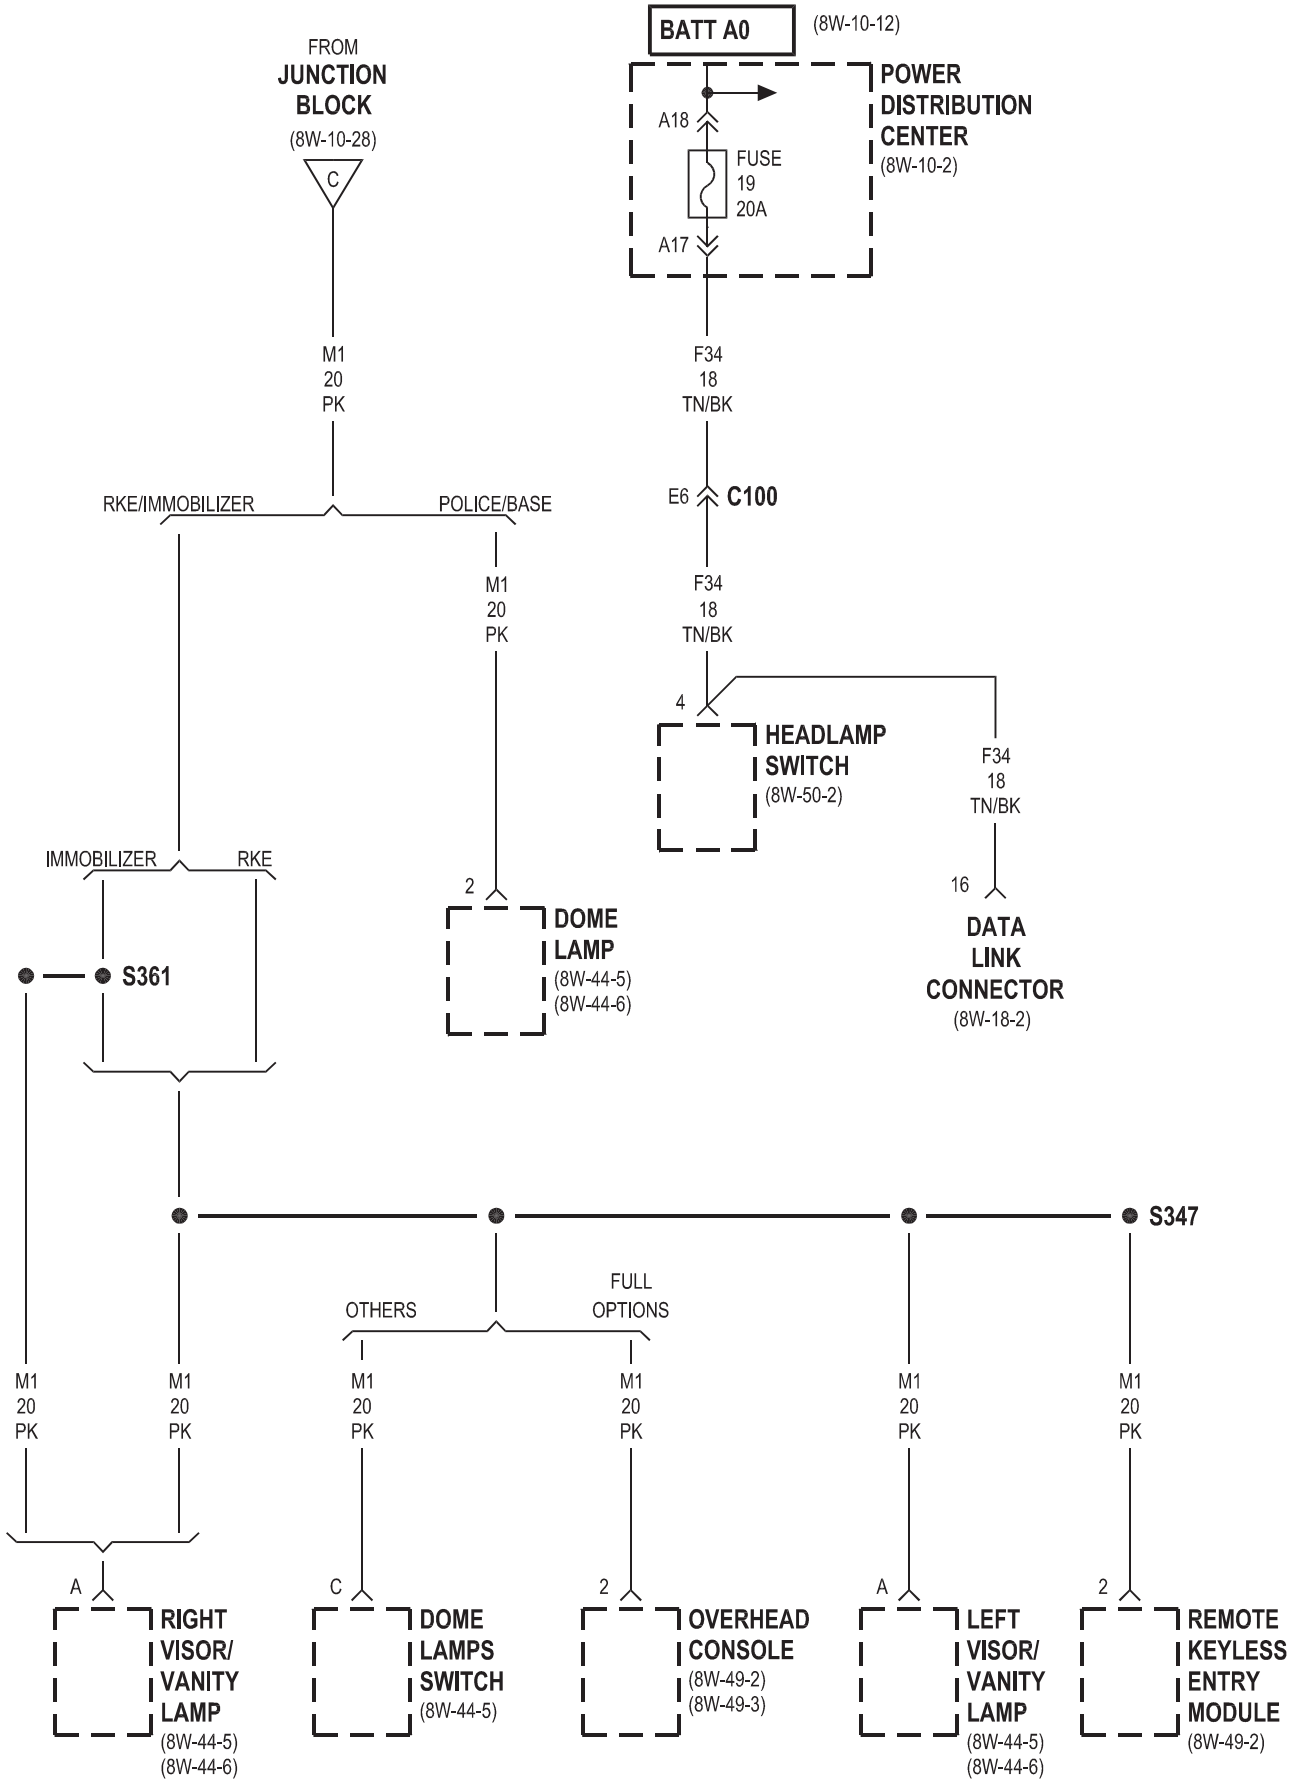 BATT A0
(8W-10-12)
FROM
JUNCTION
BLOCK
(8W-10-28)
C
POWER
DISTRIBUTION
CENTER
(8W-10-2)
A18
FUSE
19
20A
A17
M1
20
PK
F34
18
TN/BK
RKE/IMMOBILIZER
POLICE/BASE
E6
C100
M1
20
PK
F34
18
TN/BK
4
HEADLAMP
SWITCH
(8W-50-2)
F34
18
TN/BK
IMMOBILIZER
RKE
2
DOME
LAMP
(8W-44-5)
(8W-44-6)
16
DATA
LINK
CONNECTOR
(8W-18-2)
S361
S347
OTHERS
FULL
OPTIONS
M1
20
PK
M1
20
PK
M1
20
PK
M1
20
PK
M1
20
PK
M1
20
PK
A
RIGHT
VISOR/
VANITY
LAMP
(8W-44-5)
(8W-44-6)
C
DOME
LAMPS
SWITCH
(8W-44-5)
2
OVERHEAD
CONSOLE
(8W-49-2)
(8W-49-3)
A
LEFT
VISOR/
VANITY
LAMP
(8W-44-5)
(8W-44-6)
2
REMOTE
KEYLESS
ENTRY
MODULE
(8W-49-2)